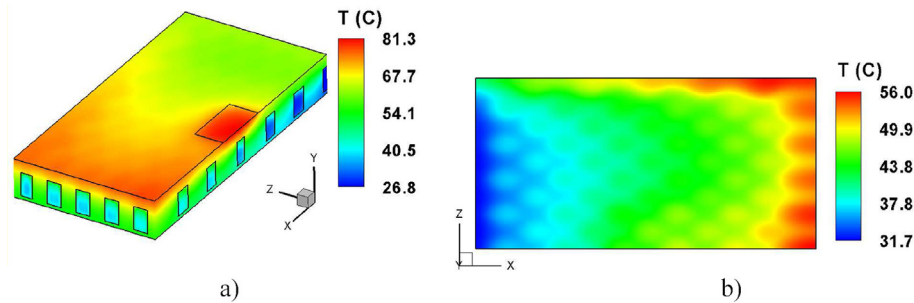 T (C)
81.3
67.7
54.1
40.5
26.8
Y
Z
X
a)
T (C)
56.0
49.9
43.8
37.8
31.7
Z
Y
X
b)